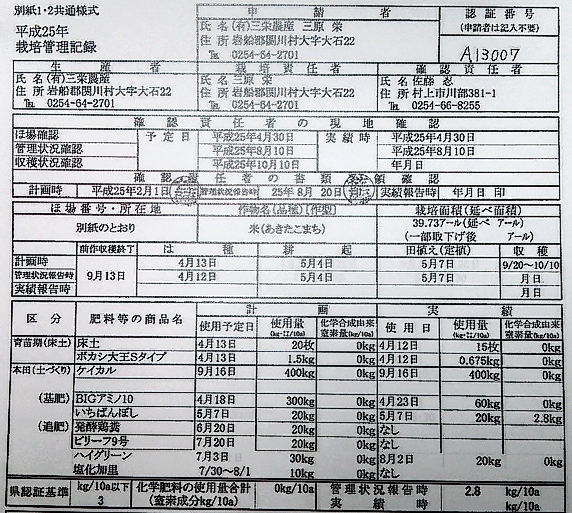 別紙1・2共通様式
平成25年
栽培管理記録
申請者
氏名(有)三栄農産 三原 栄
住所 岩船郡関川村大字大石22
℡ 0254-64-2701
認証番号
(申請者は記入不要)
A13007
生産者 栽培責任者 確認責任者
氏名(有)三栄農産 氏名 三原 栄 氏名 佐藤 忍
住所 岩船郡関川村大字大石22 住所 岩船郡関川村大字大石22 住所 村上市川部381-1
℡ 0254-64-2701 ℡ 0254-64-2701 ℡ 0254-66-8255
確認責任者の現地確認
ほ場確認 予定日 平成25年4月30日 実績時 平成25年4月30日
管理状況確認 平成25年8月10日 平成25年8月10日
収穫状況確認 平成25年10月10日 年月日
確認責任者の書類受領確認
計画時 平成25年2月1日 管理状況報告時 25年8月20日 実績報告時 年月日 印
ほ場番号・所在地 作物名(品種)[作型] 栽培面積(延べ面積)
別紙のとおり 米(あきたこまち) 39.73アール(延べ アール)
(一部取下げ後 アール)
前作収穫終了 は種 耕起 田植え(定植) 収穫
計画時 9月13日 4月13日 5月4日 5月7日 9/20~10/10
管理状況報告時 4月12日 5月4日 5月7日 月日
実績報告時 月日
区分 肥料等の商品名 計画 実績
使用予定日 使用量 化学合成由来窒素量(kg/10a) 使用日 使用量 化学合成由来窒素量(kg/10a)
育苗期(床土) 床土 4月13日 20枚 0kg 4月12日 15枚 0kg
ボカシ大王Sタイプ 4月13日 1.5kg 0kg 4月12日 0.675kg 0kg
本田(土づくり) ケイカル 9月16日 400kg 0kg 9月16日 400kg 0kg
(基肥) BIGアミノ10 4月18日 300kg 0kg 4月23日 60kg 0kg
いちばんぼし 5月7日 20kg 0kg 5月7日 20kg 2.8kg
(追肥) 発酵鶏糞 6月20日 20kg 0kg なし
ビリーフ9号 7月20日 20kg 0kg なし
ハイグリーン 7月3日 30kg 0kg 8月2日 20kg 0kg
塩化加里 7/30~8/1 10kg 0kg なし
県認証基準 kg/10a以下 3 化学肥料の使用量合計(窒素成分kg/10a) 0kg/10a 管理状況報告時 2.8 kg/10a
実績時 kg/10a